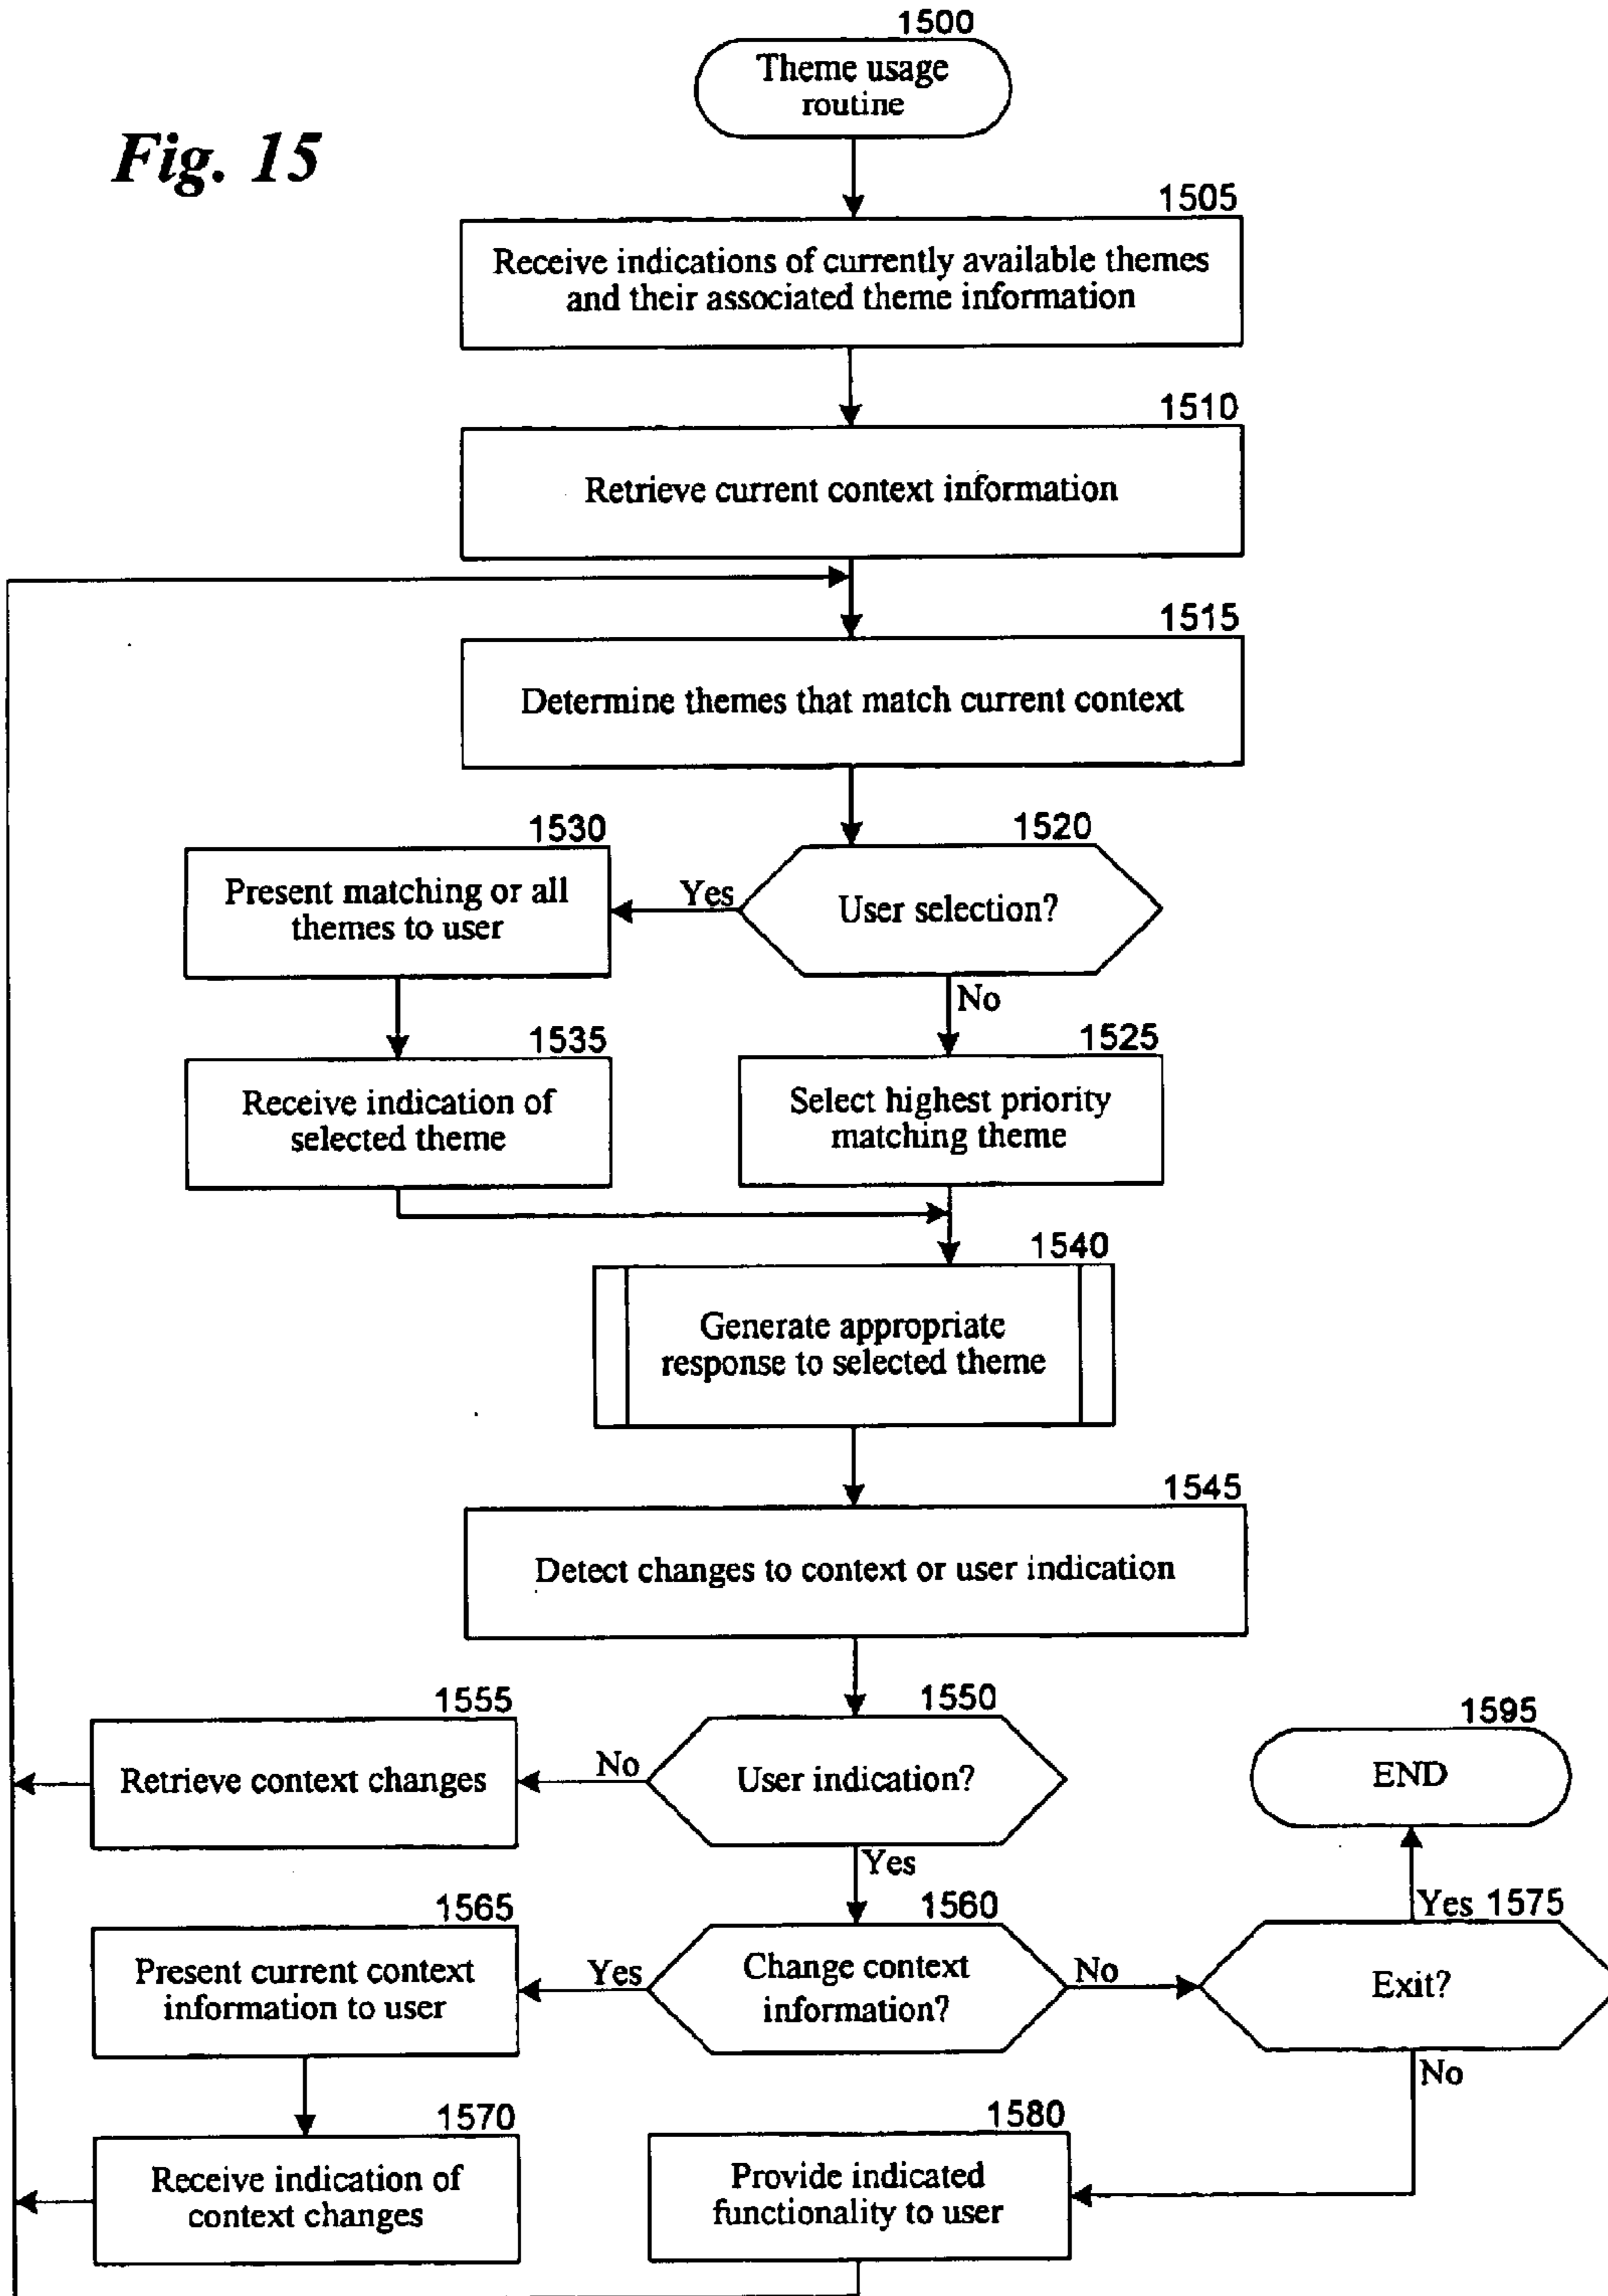 Fig. 15
1500
Theme usage
routine
1505
Receive indications of currently available themes
and their associated theme information
1510
Retrieve current context information
1515
Determine themes that match current context
1530
Present matching or all
themes to user
Yes
1520
User selection?
No
1535
Receive indication of
selected theme
1525
Select highest priority
matching theme
1540
Generate appropriate
response to selected theme
1545
Detect changes to context or user indication
1555
Retrieve context changes
No
1550
User indication?
Yes
1595
END
1565
Present current context
information to user
Yes
1560
Change context
information?
No
Yes 1575
Exit?
No
1570
Receive indication of
context changes
1580
Provide indicated
functionality to user